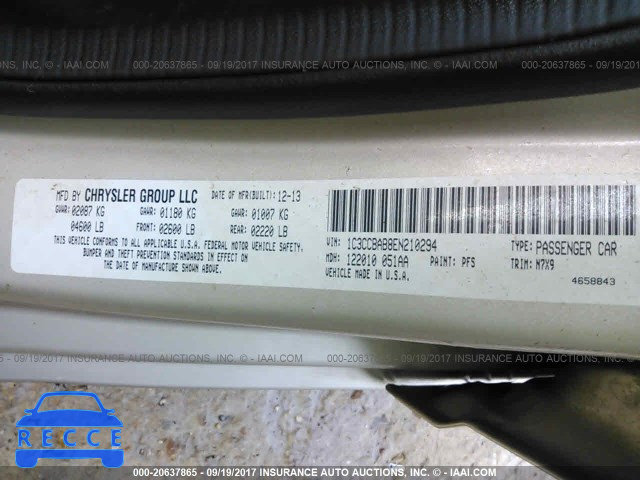 000-20637865 - 09/19/2017 INSURANCE AUTO AUCTIONS, INC. - © IAAI.COM
MFD BY CHRYSLER GROUP LLC DATE OF MFR(BUILT): 12-13
GVWR: 02087 KG GAWR: 01180 KG GAWR: 01007 KG
04600 LB FRONT: 02600 LB REAR: 02220 LB
THIS VEHICLE CONFORMS TO ALL APPLICABLE U.S.A. FEDERAL MOTOR VEHICLE SAFETY,
BUMPER AND THEFT PREVENTION STANDARDS IN EFFECT ON
THE DATE OF MANUFACTURE SHOWN ABOVE.
VIN: 1C3CCBAB8EN210294 TYPE: PASSENGER CAR
MDH: 122010 051AA PAINT: PFS TRIM: N7X9
VEHICLE MADE IN U.S.A. 4658843
000-20637865 - 09/19/2017 INSURANCE AUTO AUCTIONS, INC. - © IAAI.COM
RECCE
000-20637865 - 09/19/2017 INSURANCE AUTO AUCTIONS, INC. - © IAAI.COM